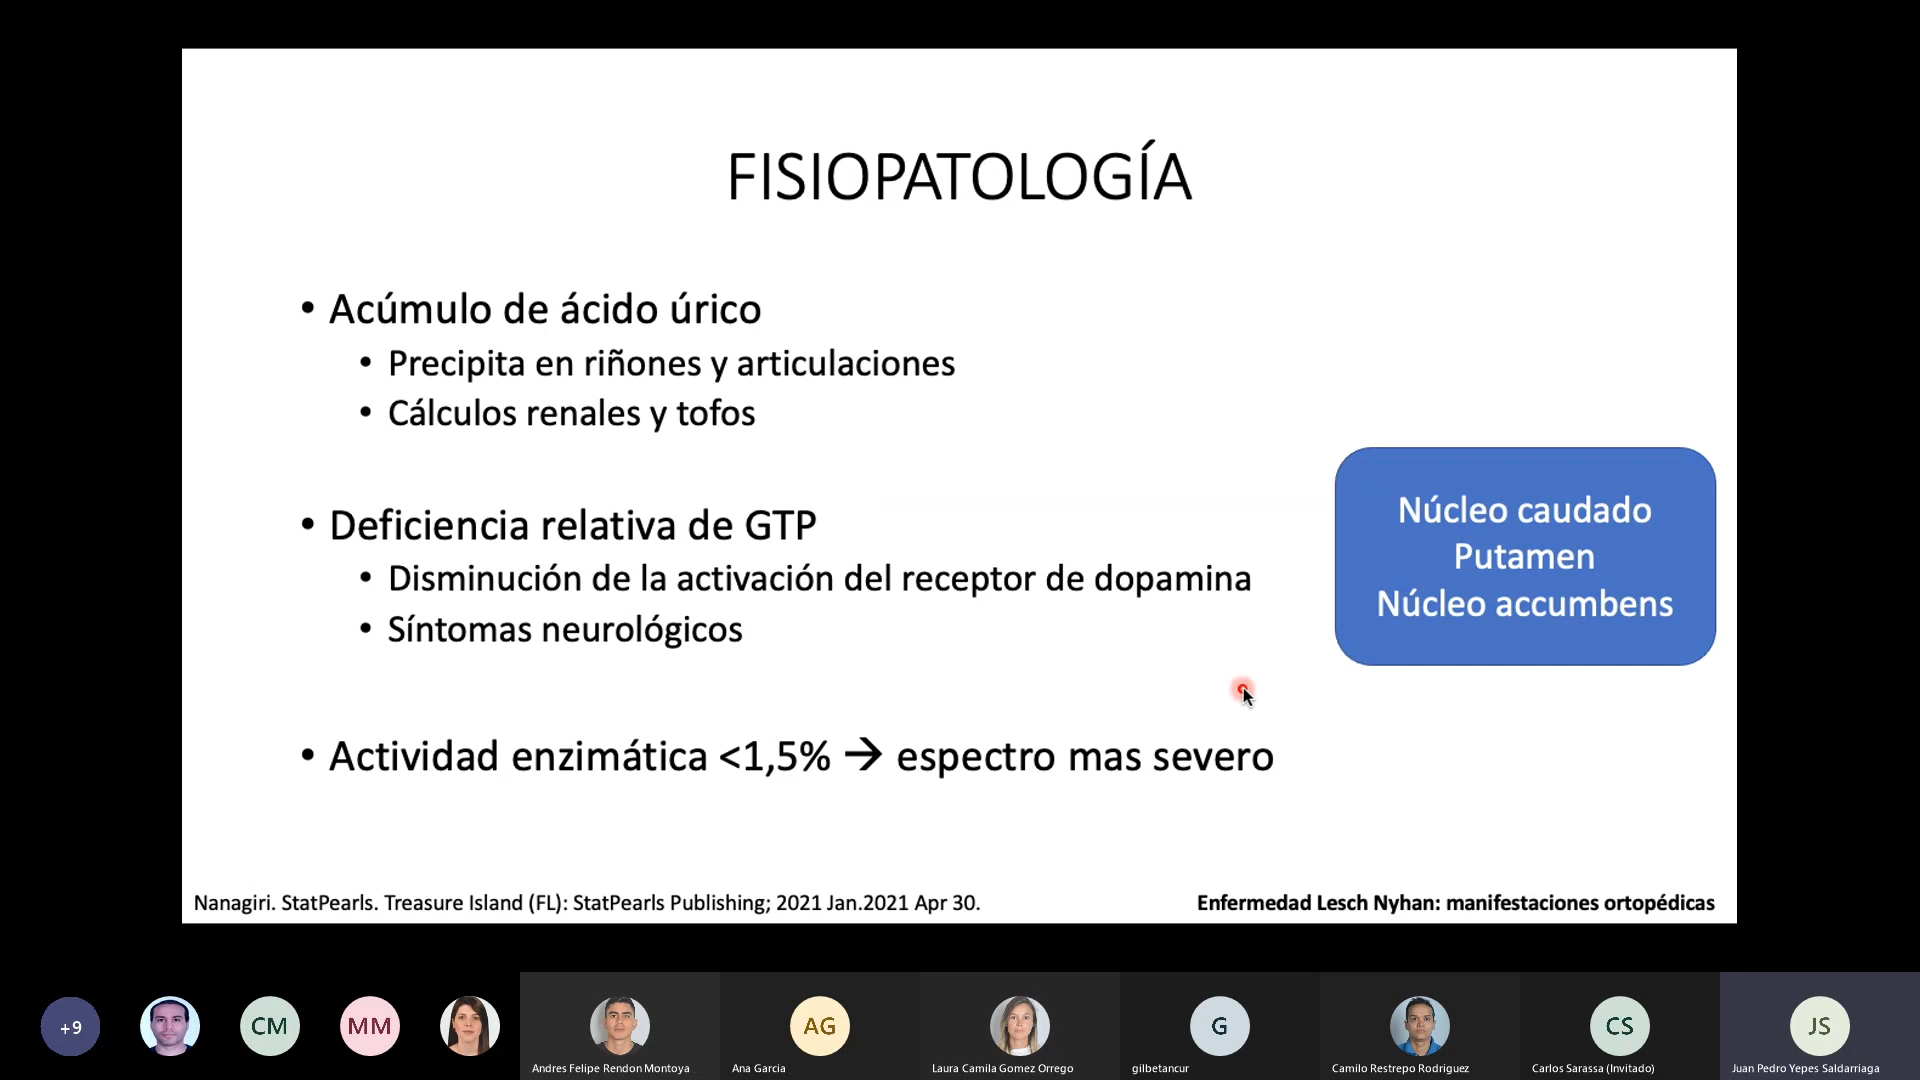 FISIOPATOLOGÍA
• Acúmulo de ácido úrico
• Precipita en riñones y articulaciones
• Cálculos renales y tofos
• Deficiencia relativa de GTP
• Disminución de la activación del receptor de dopamina
• Síntomas neurológicos
Núcleo caudado
Putamen
Núcleo accumbens
• Actividad enzimática <1,5% → espectro mas severo
Nanagiri. StatPearls. Treasure Island (FL): StatPearls Publishing; 2021 Jan.2021 Apr 30.
Enfermedad Lesch Nyhan: manifestaciones ortopédicas
+9
CM
MM
AG
G
CS
JS
Andres Felipe Rendon Montoya
Ana Garcia
Laura Camila Gomez Orrego
gilbetancur
Camilo Restrepo Rodriguez
Carlos Sarassa (Invitado)
Juan Pedro Yepes Saldarriaga